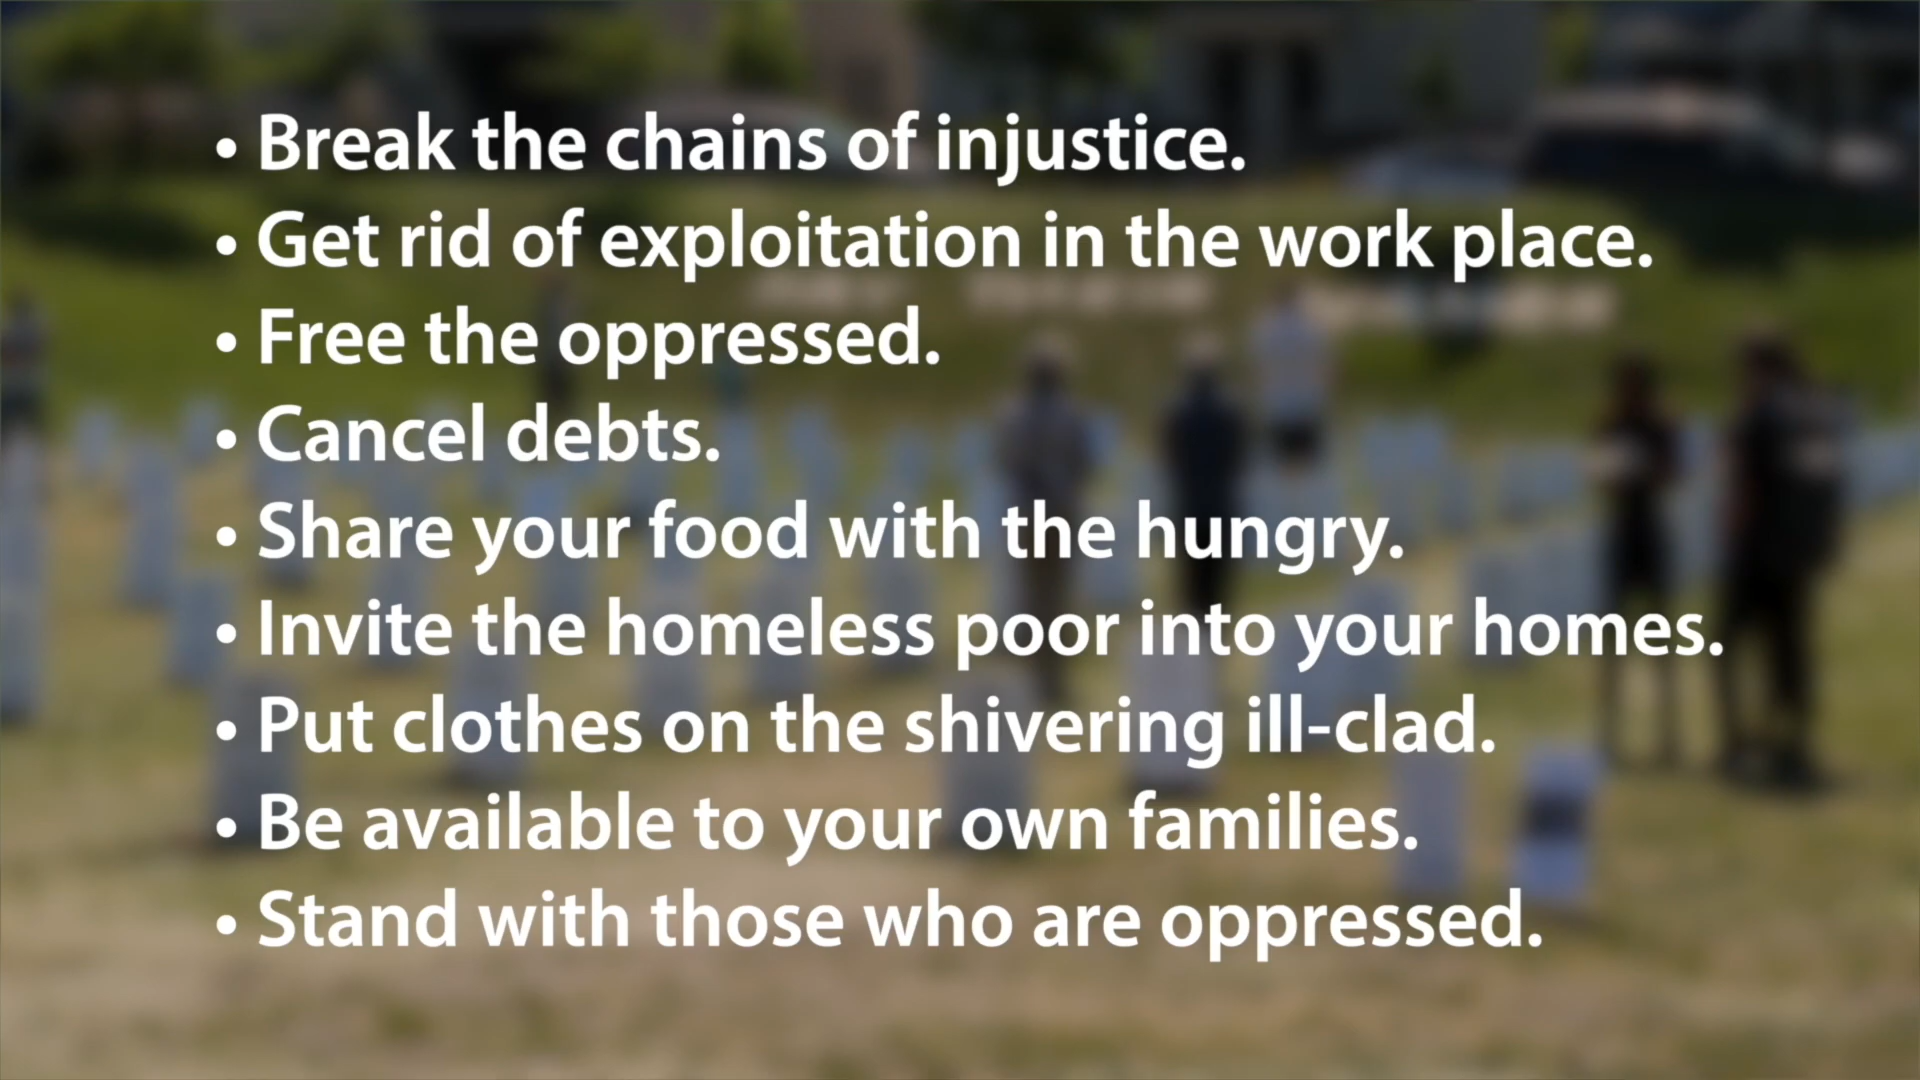 • Break the chains of injustice.
• Get rid of exploitation in the work place.
• Free the oppressed.
• Cancel debts.
• Share your food with the hungry.
• Invite the homeless poor into your homes.
• Put clothes on the shivering ill-clad.
• Be available to your own families.
• Stand with those who are oppressed.